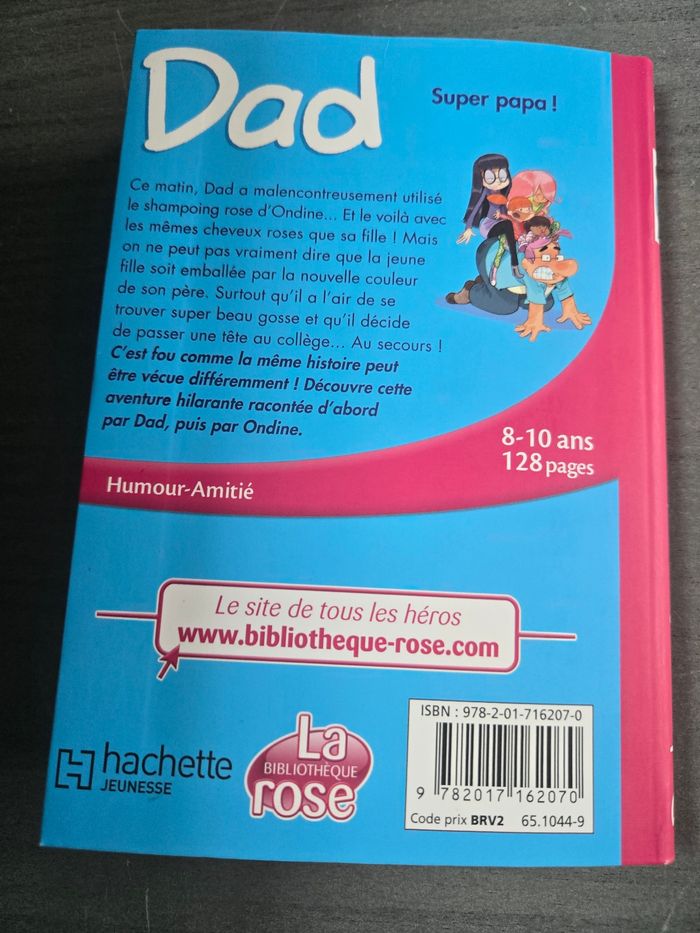 Dad
Super papa !
Ce matin, Dad a malencontreusement utilisé
le shampoing rose d'Ondine... Et le voilà avec
les mêmes cheveux roses que sa fille ! Mais
on ne peut pas vraiment dire que la jeune
fille soit emballée par la nouvelle couleur
de son père. Surtout qu'il a l'air de se
trouver super beau gosse et qu'il décide
de passer une tête au collège... Au secours !
C'est fou comme la même histoire peut
être vécue différemment ! Découvre cette
aventure hilarante racontée d'abord
par Dad, puis par Ondine.
8-10 ans
128 pages
Humour-Amitié
Le site de tous les héros
www.bibliotheque-rose.com
hachette
JEUNESSE
La
BIBLIOTHÈQUE
rose
ISBN : 978-2-01-716207-0
9 782017 162070
Code prix BRV2 65.1044-9